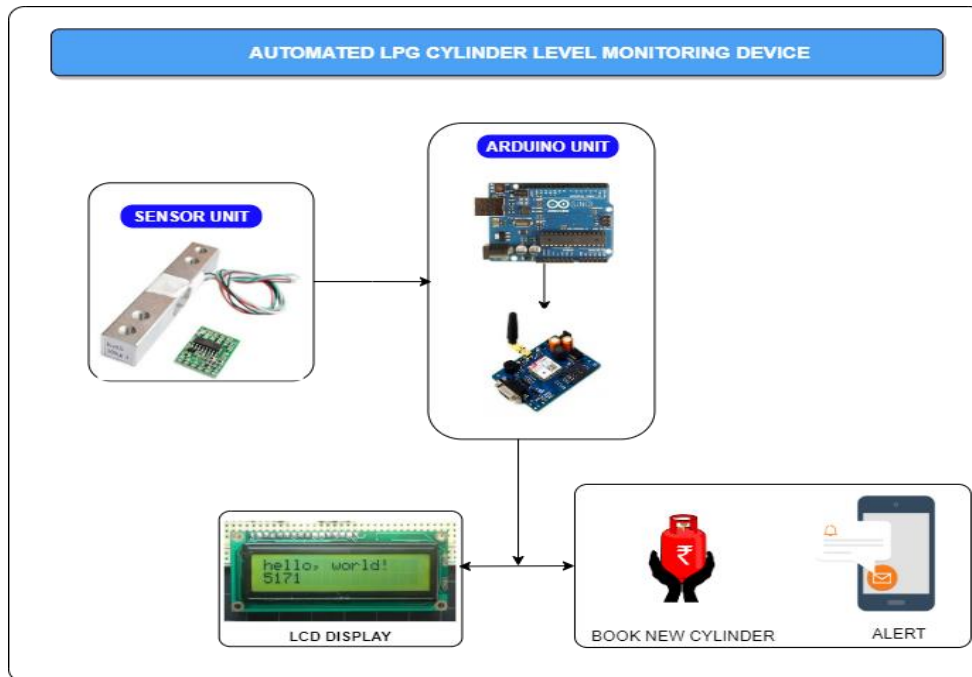 AUTOMATED LPG CYLINDER LEVEL MONITORING DEVICE
ARDUINO UNIT
SENSOR UNIT
UNO
hello, world!
5171
₹
LCD DISPLAY
BOOK NEW CYLINDER
ALERT